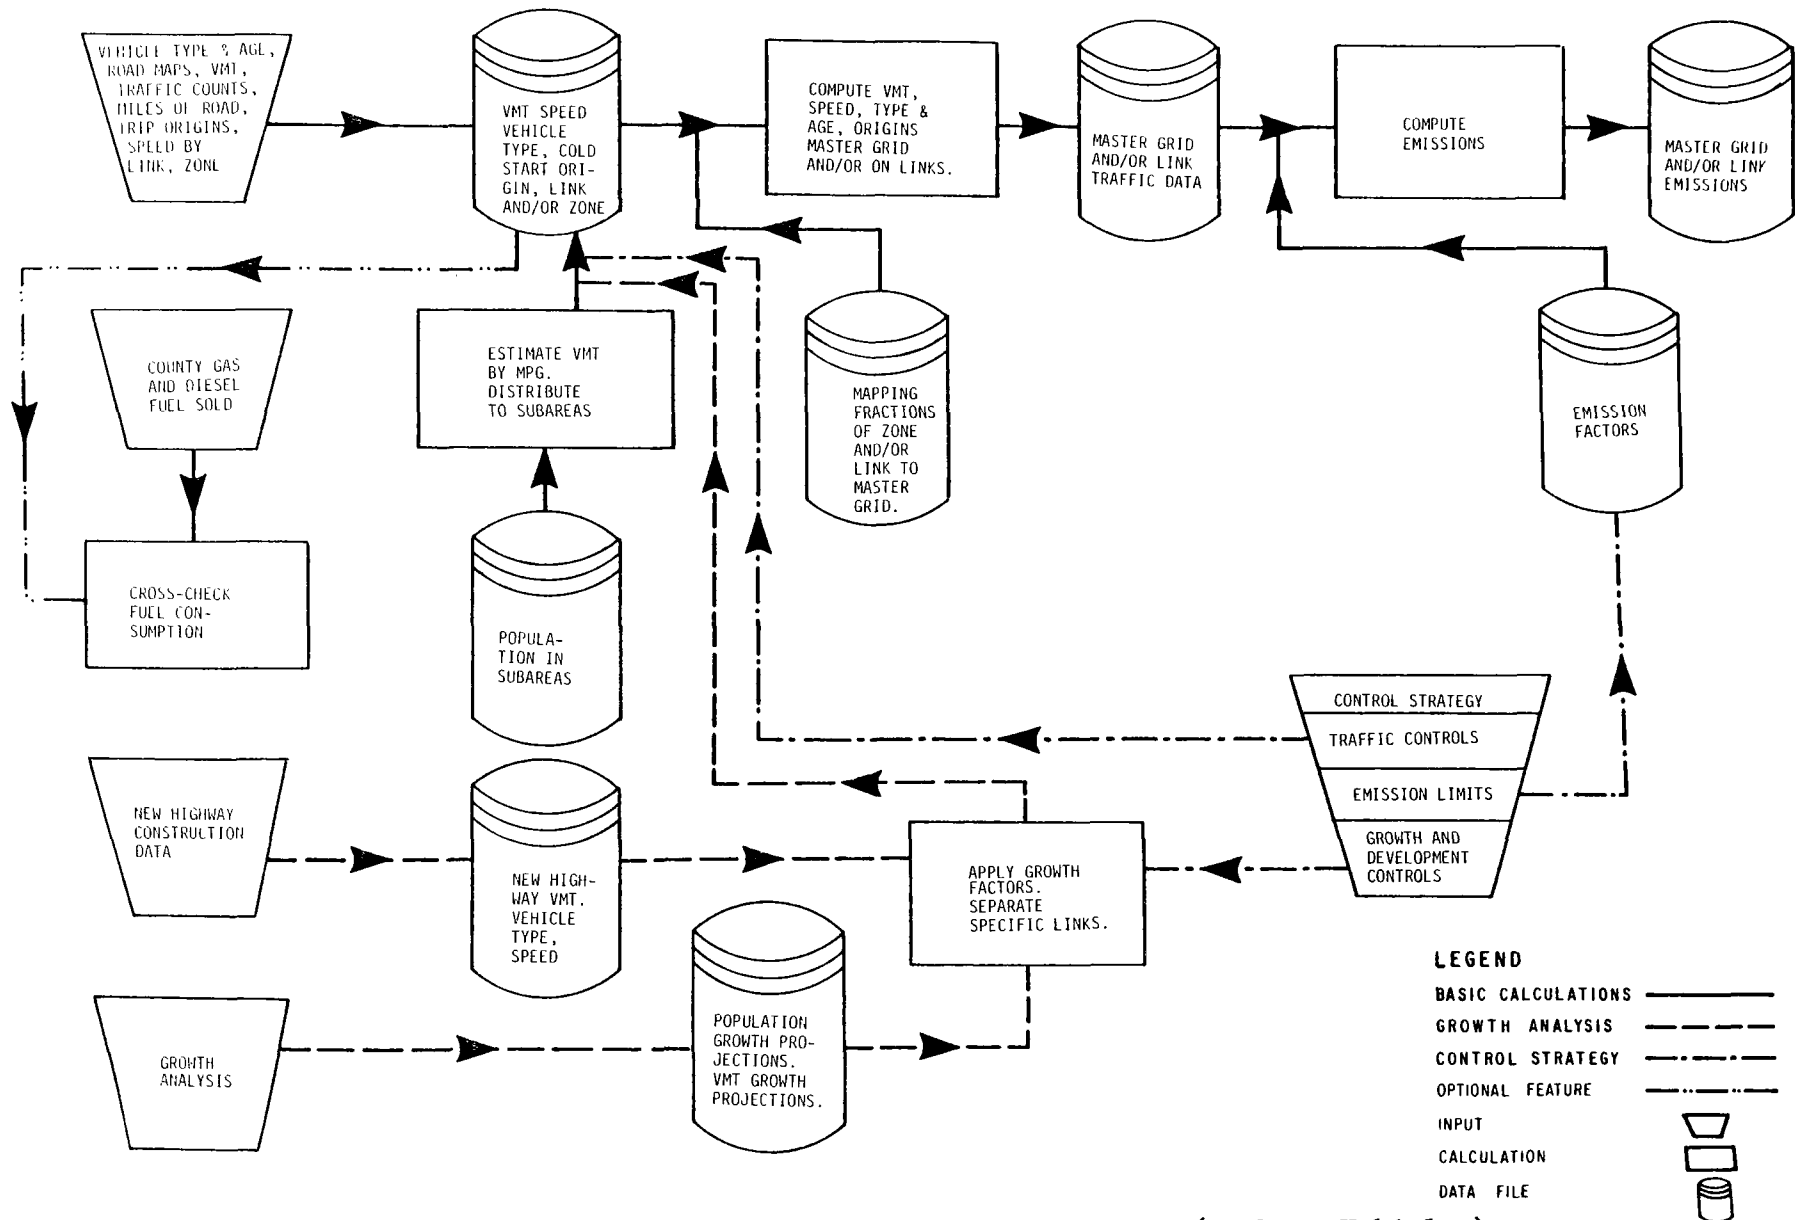 VEHICLE TYPE & AGE,
ROAD MAPS, VMT,
TRAFFIC COUNTS,
MILES OF ROAD,
TRIP ORIGINS,
SPEED BY
LINK, ZONE
VMT SPEED
VEHICLE
TYPE, COLD
START ORI-
GIN, LINK
AND/OR ZONE
COMPUTE VMT,
SPEED, TYPE &
AGE, ORIGINS
MASTER GRID
AND/OR ON LINKS.
MASTER GRID
AND/OR LINK
TRAFFIC DATA
COMPUTE
EMISSIONS
MASTER GRID
AND/OR LINK
EMISSIONS
COUNTY GAS
AND DIESEL
FUEL SOLD
ESTIMATE VMT
BY MPG.
DISTRIBUTE
TO SUBAREAS
MAPPING
FRACTIONS
OF ZONE
AND/OR
LINK TO
MASTER
GRID.
EMISSION
FACTORS
CROSS-CHECK
FUEL CON-
SUMPTION
POPULA-
TION IN
SUBAREAS
CONTROL STRATEGY
TRAFFIC CONTROLS
EMISSION LIMITS
GROWTH AND
DEVELOPMENT
CONTROLS
NEW HIGHWAY
CONSTRUCTION
DATA
NEW HIGH-
WAY VMT.
VEHICLE
TYPE,
SPEED
APPLY GROWTH
FACTORS.
SEPARATE
SPECIFIC LINKS.
GROWTH
ANALYSIS
POPULATION
GROWTH PRO-
JECTIONS.
VMT GROWTH
PROJECTIONS.
LEGEND
BASIC CALCULATIONS
GROWTH ANALYSIS
CONTROL STRATEGY
OPTIONAL FEATURE
INPUT
CALCULATION
DATA FILE